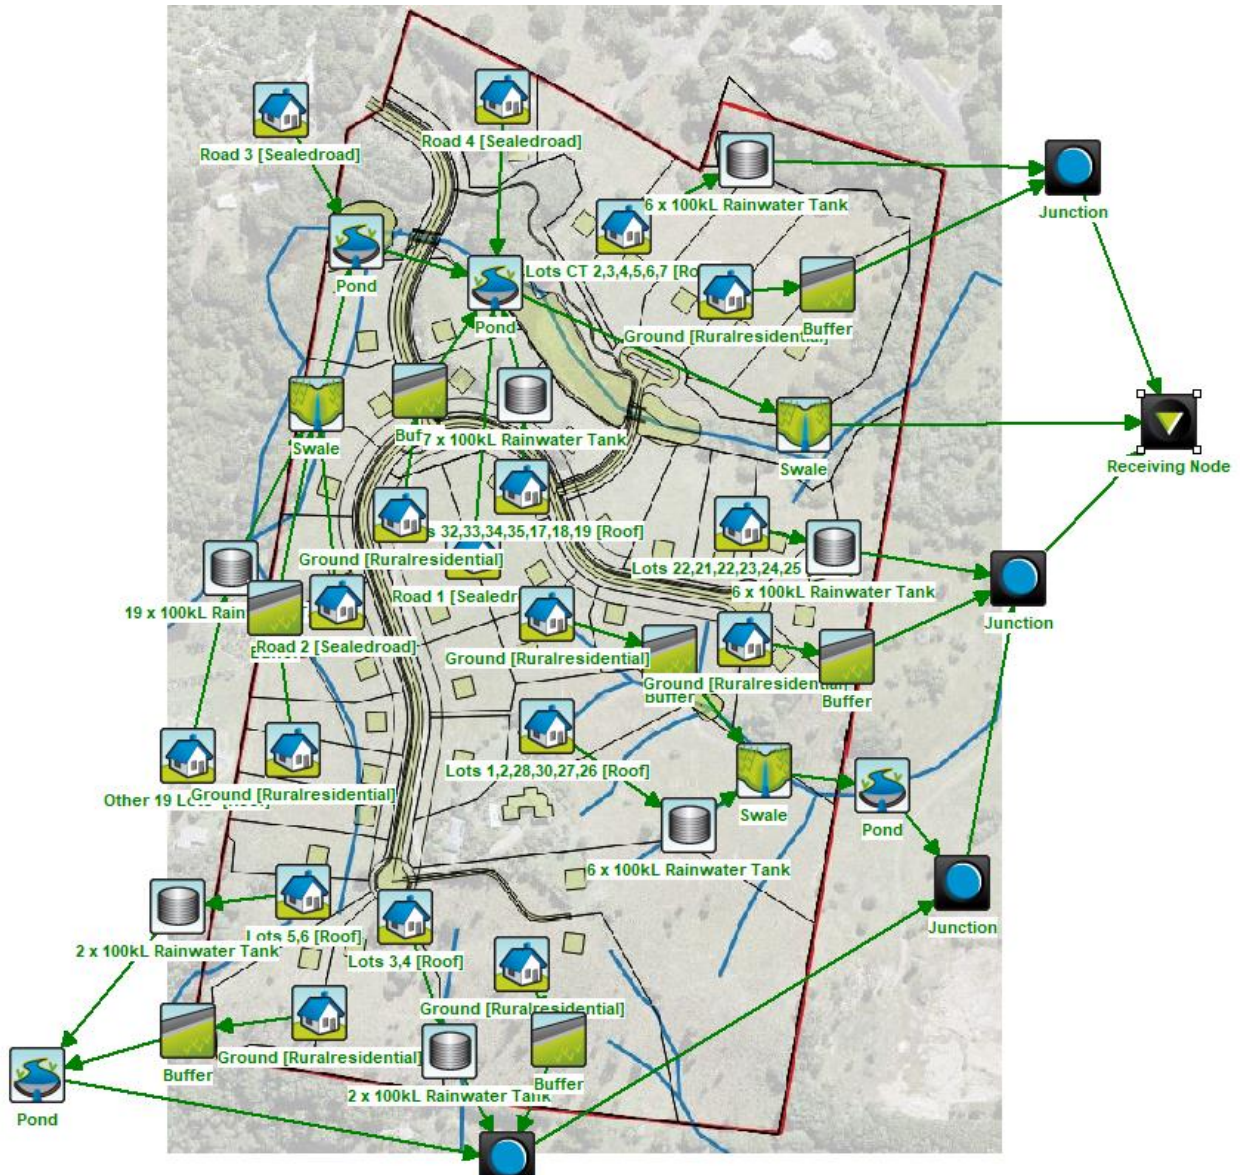 Road 4 [Sealedroad]
Road 3 [Sealedroad]
6 x 100kL Rainwater Tank
Junction
Lots CT 2,3,4,5,6,7 [Ro
Pond
Pond
Buffer
Ground [Ruralresidential]
Buf
7 x 100kL Rainwater Tank
Swale
Swale
Receiving Node
s 32,33,34,35,17,18,19 [Roof]
Ground [Ruralresidential]
Lots 22,21,22,23,24,25
6 x 100kL Rainwater Tank
Road 1 [Sealedr
19 x 100kL Rain
Junction
Road 2 [Sealedroad]
Ground [Ruralresidential]
Ground [Ruralresidential]
Buffer
Buffer
Lots 1,2,28,30,27,26 [Roof]
Ground [Ruralresidential]
Other 19 Lots [Roof]
Swale
Pond
6 x 100kL Rainwater Tank
Junction
Lots 5,6 [Roof]
2 x 100kL Rainwater Tank
Lots 3,4 [Roof]
Ground [Ruralresidential]
Ground [Ruralresidential]
Buffer
Buffer
2 x 100kL Rainwater Tank
Pond